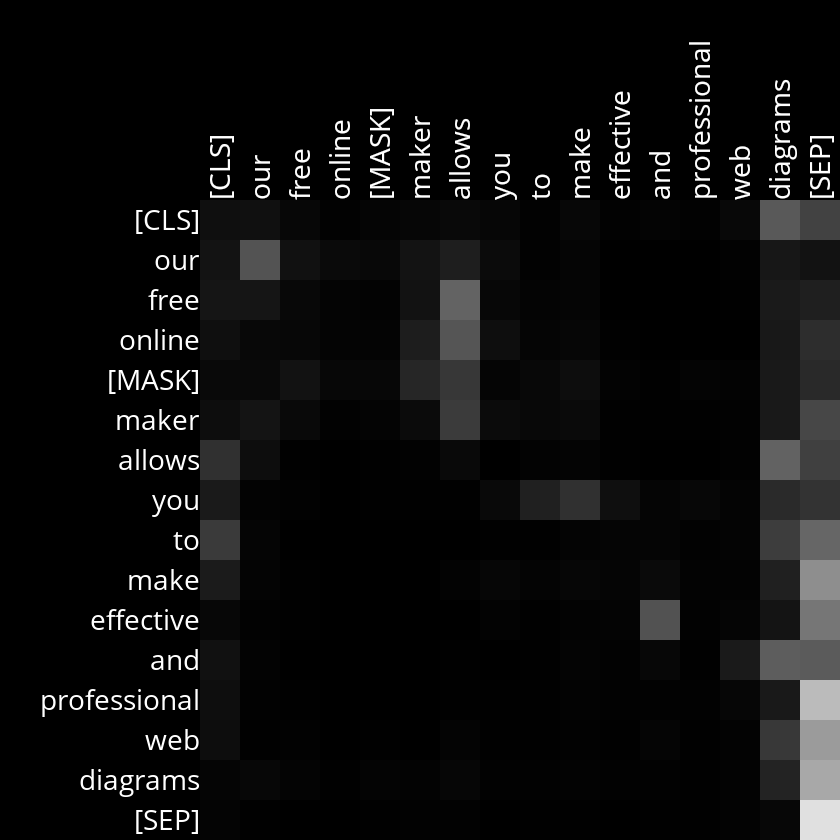 [CLS] our free online [MASK] maker allows you to make effective and professional web diagrams [SEP]
[CLS]
our
free
online
[MASK]
maker
allows
you
to
make
effective
and
professional
web
diagrams
[SEP]